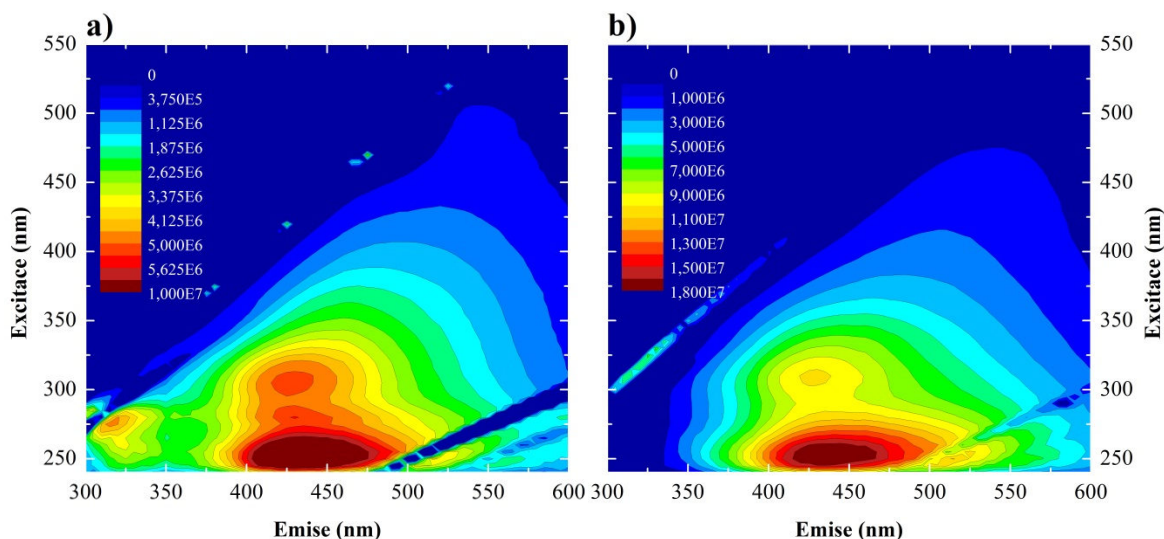 a)
550
500
450
400
350
300
250
Excitace (nm)
0
3,750E5
1,125E6
1,875E6
2,625E6
3,375E6
4,125E6
5,000E6
5,625E6
1,000E7
300 350 400 450 500 550 600
Emise (nm)
b)
0
1,000E6
3,000E6
5,000E6
7,000E6
9,000E6
1,100E7
1,300E7
1,500E7
1,800E7
300 350 400 450 500 550 600
Emise (nm)
550
500
450
400
350
300
250
Excitace (nm)